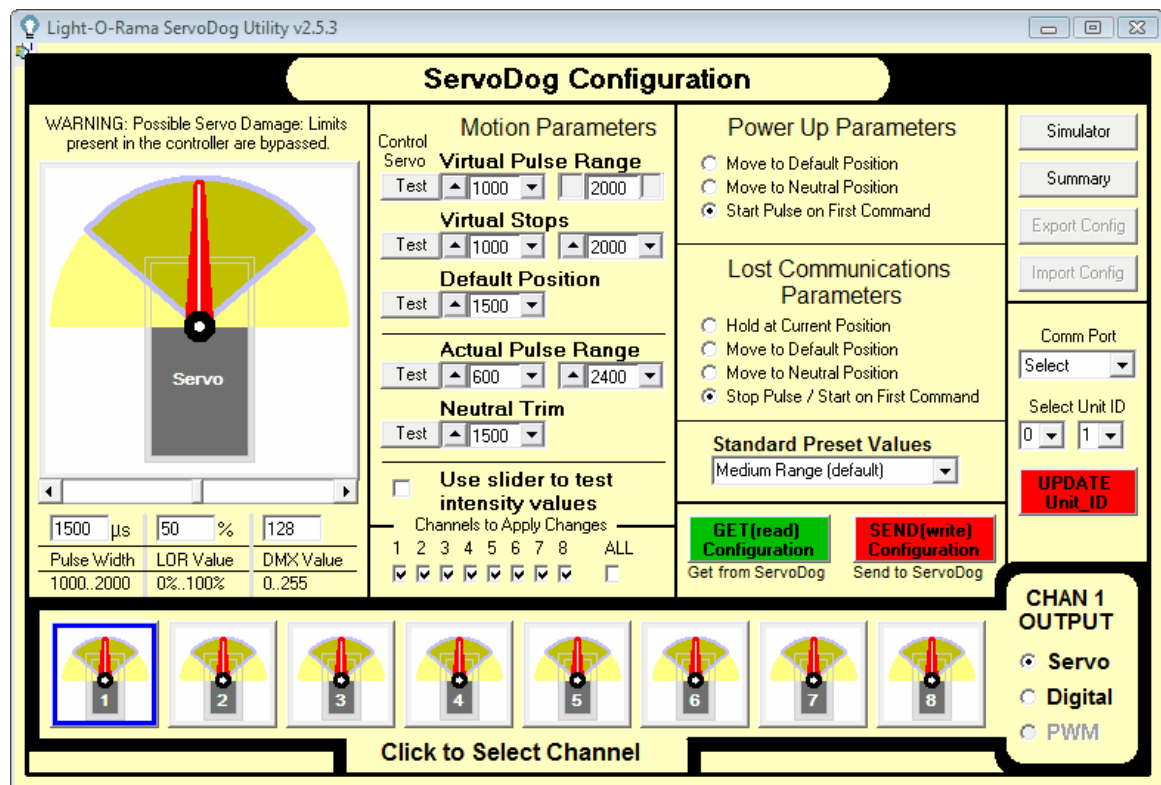 Light-O-Rama ServoDog Utility v2.5.3
ServoDog Configuration
WARNING: Possible Servo Damage: Limits
present in the controller are bypassed.
Servo
1500 µs 50 % 128
Pulse Width LOR Value DMX Value
1000..2000 0%..100% 0..255
Motion Parameters
Control
Servo
Virtual Pulse Range
Test 1000 2000
Virtual Stops
Test 1000 2000
Default Position
Test 1500
Actual Pulse Range
Test 600 2400
Neutral Trim
Test 1500
Use slider to test
intensity values
Channels to Apply Changes
1 2 3 4 5 6 7 8 ALL
Power Up Parameters
Move to Default Position
Move to Neutral Position
Start Pulse on First Command
Lost Communications
Parameters
Hold at Current Position
Move to Default Position
Move to Neutral Position
Stop Pulse / Start on First Command
Standard Preset Values
Medium Range (default)
GET(read)
Configuration
Get from ServoDog
SEND(write)
Configuration
Send to ServoDog
Simulator
Summary
Export Config
Import Config
Comm Port
Select
Select Unit ID
0 1
UPDATE
Unit_ID
CHAN 1
OUTPUT
Servo
Digital
PWM
1 2 3 4 5 6 7 8
Click to Select Channel